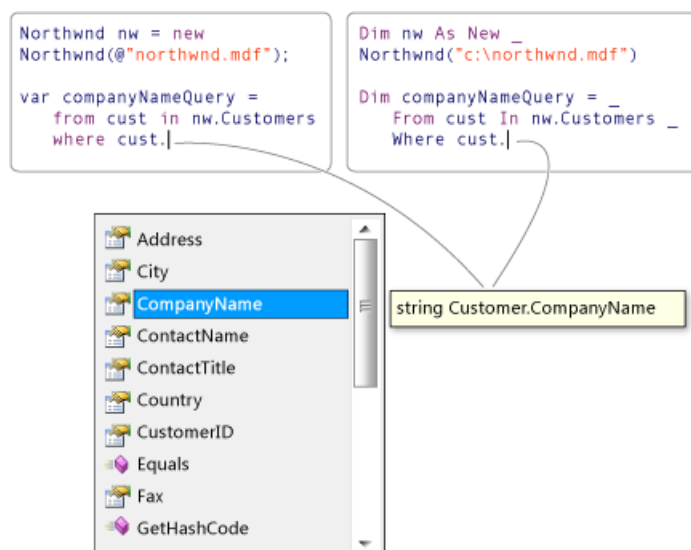 Northwnd nw = new
Northwnd(@"northwnd.mdf");
var companyNameQuery =
from cust in nw.Customers
where cust.
Dim nw As New _
Northwnd("c:\northwnd.mdf")
Dim companyNameQuery = _
From cust In nw.Customers _
Where cust.
Address
City
CompanyName
ContactName
ContactTitle
Country
CustomerID
Equals
Fax
GetHashCode
string Customer.CompanyName